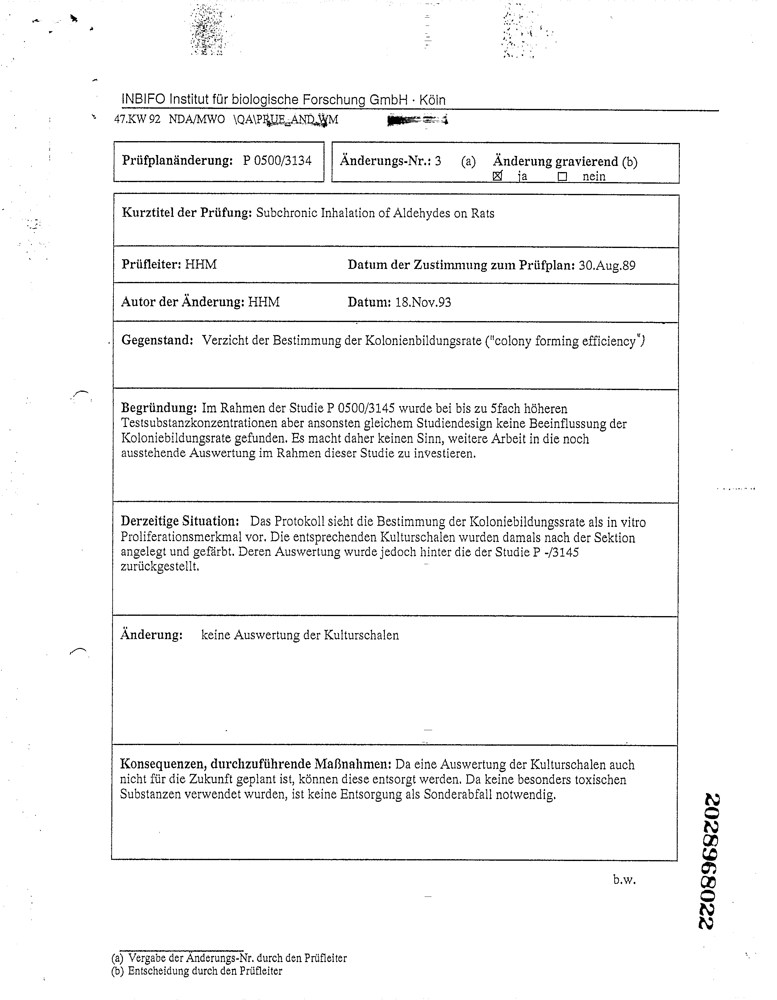 INBIFO Institut für biologische Forschung GmbH · Köln
47.KW 92 NDA/MWO \QA\PRUE_AND_WM
Prüfplanänderung: P 0500/3134
Änderungs-Nr.: 3 (a) Änderung gravierend (b)
☒ ja ☐ nein
Kurztitel der Prüfung: Subchronic Inhalation of Aldehydes on Rats
Prüfleiter: HHM Datum der Zustimmung zum Prüfplan: 30.Aug.89
Autor der Änderung: HHM Datum: 18.Nov.93
Gegenstand: Verzicht der Bestimmung der Kolonienbildungsrate ("colony forming efficiency")
Begründung: Im Rahmen der Studie P 0500/3145 wurde bei bis zu 5fach höheren
Testsubstanzkonzentrationen aber ansonsten gleichem Studiendesign keine Beeinflussung der
Koloniebildungsrate gefunden. Es macht daher keinen Sinn, weitere Arbeit in die noch
ausstehende Auswertung im Rahmen dieser Studie zu investieren.
Derzeitige Situation: Das Protokoll sieht die Bestimmung der Koloniebildungssrate als in vitro
Proliferationsmerkmal vor. Die entsprechenden Kulturschalen wurden damals nach der Sektion
angelegt und gefärbt. Deren Auswertung wurde jedoch hinter die der Studie P -/3145
zurückgestellt.
Änderung: keine Auswertung der Kulturschalen
Konsequenzen, durchzuführende Maßnahmen: Da eine Auswertung der Kulturschalen auch
nicht für die Zukunft geplant ist, können diese entsorgt werden. Da keine besonders toxischen
Substanzen verwendet wurden, ist keine Entsorgung als Sonderabfall notwendig.
b.w.
2028968022
(a) Vergabe der Änderungs-Nr. durch den Prüfleiter
(b) Entscheidung durch den Prüfleiter